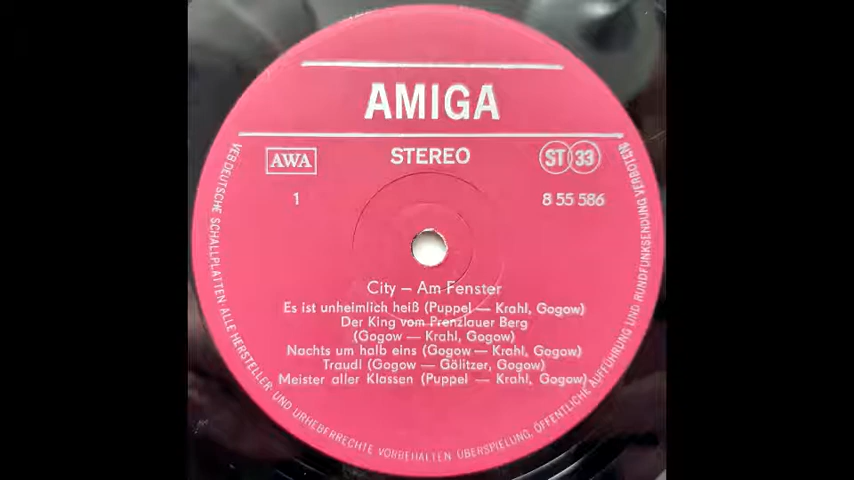 AMIGA
AWA
STEREO
ST 33
1
8 55 586
City – Am Fenster
Es ist unheimlich heiß (Puppel — Krahl, Gogow)
Der King vom Prenzlauer Berg
(Gogow — Krahl, Gogow)
Nachts um halb eins (Gogow — Krahl, Gogow)
Traudl (Gogow — Gölitzer, Gogow)
Meister aller Klassen (Puppel — Krahl, Gogow)
VEB DEUTSCHE SCHALLPLATTEN · ALLE HERSTELLER- UND URHEBERRECHTE VORBEHALTEN ÜBERSPIELUNG, ÖFFENTLICHE AUFFÜHRUNG U. RUNDFUNKSENDUNG VERBOTEN